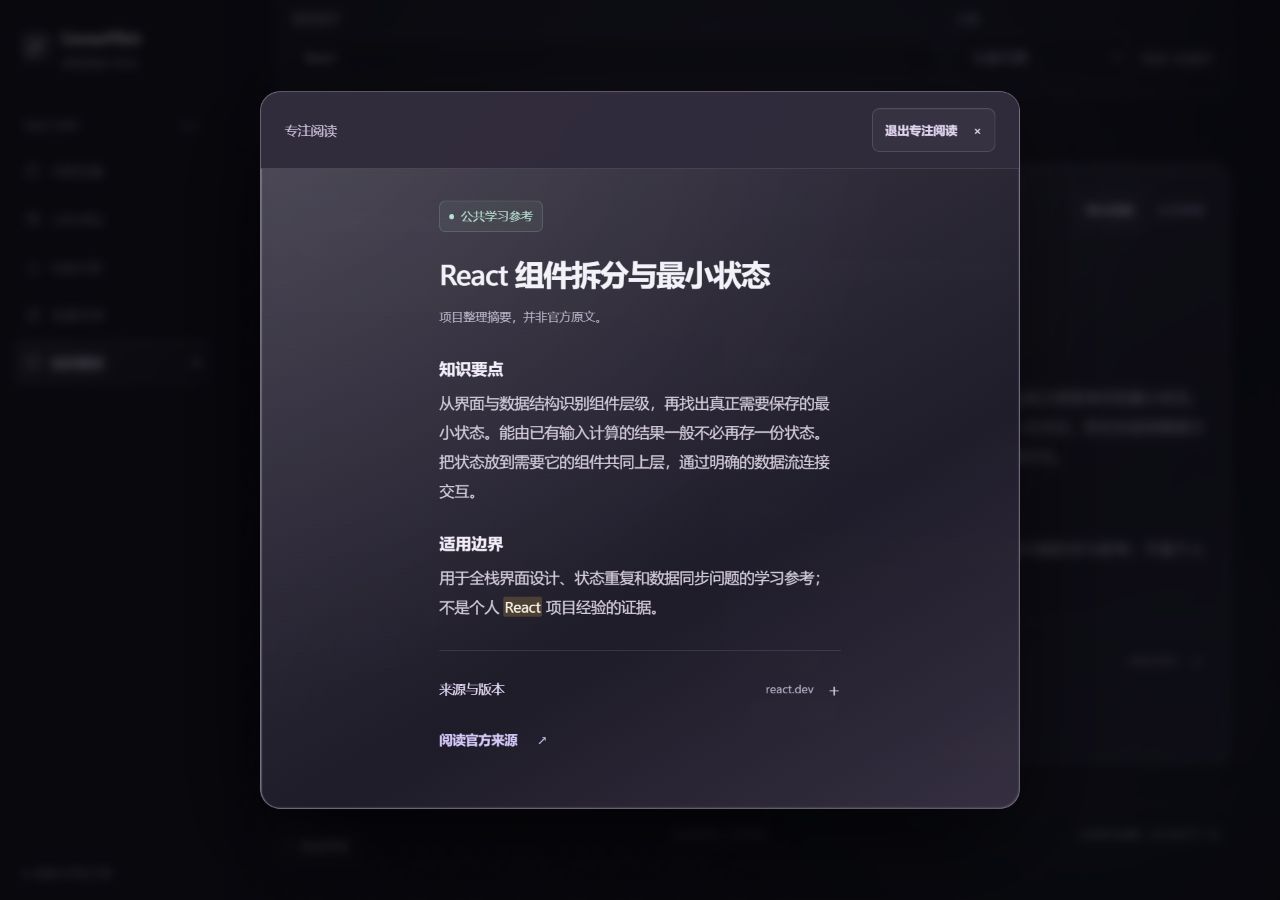 专注阅读
退出专注阅读 ×
公共学习参考
React 组件拆分与最小状态
项目整理摘要，并非官方原文。
知识要点
从界面与数据结构识别组件层级，再找出真正需要保存的最
小状态。能由已有输入计算的结果一般不必再存一份状态。
把状态放到需要它的组件共同上层，通过明确的数据流连接
交互。
适用边界
用于全栈界面设计、状态重复和数据同步问题的学习参考；
不是个人 React 项目经验的证据。
来源与版本
react.dev +
阅读官方来源 ↗